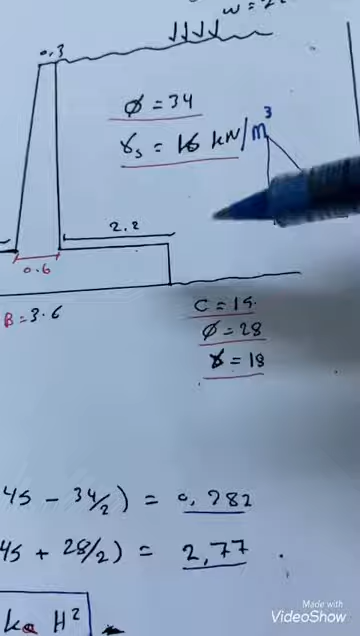 w = 2
0.3
ϕ = 34
γs = 16 kN/m³
2.2
0.6
B = 3.6
C = 15.
ϕ = 28
γ = 18
45 - 34/2) = 0,282
45 + 28/2) = 2,77 .
ka H²
Made with
VideoShow